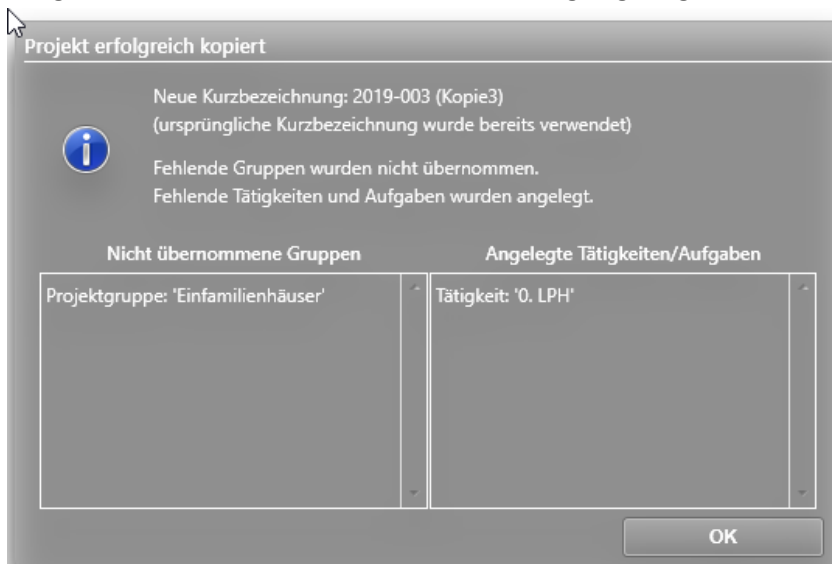 Projekt erfolgreich kopiert
Neue Kurzbezeichnung: 2019-003 (Kopie3)
(ursprüngliche Kurzbezeichnung wurde bereits verwendet)
Fehlende Gruppen wurden nicht übernommen.
Fehlende Tätigkeiten und Aufgaben wurden angelegt.
Nicht übernommene Gruppen
Angelegte Tätigkeiten/Aufgaben
Projektgruppe: 'Einfamilienhäuser'
Tätigkeit: '0. LPH'
OK